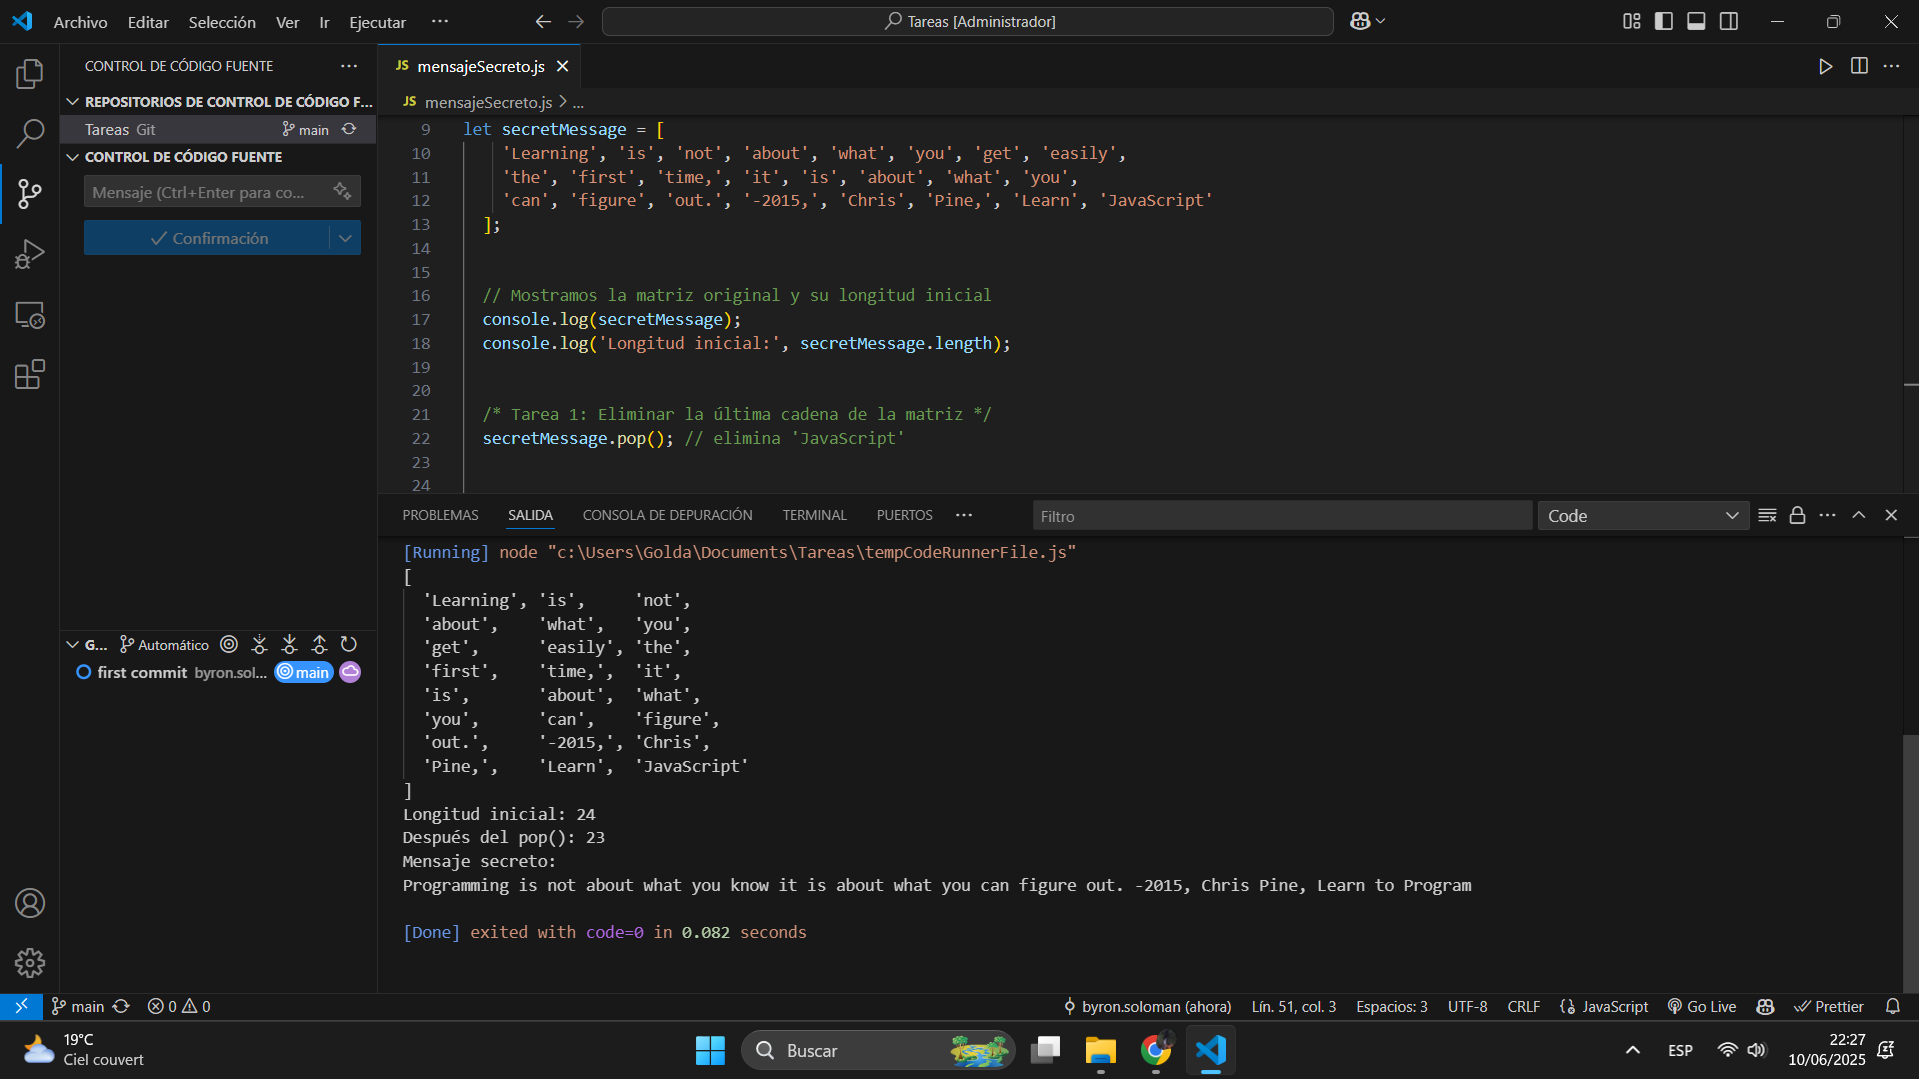 Archivo Editar Selección Ver Ir Ejecutar ···
Tareas [Administrador]
CONTROL DE CÓDIGO FUENTE
REPOSITORIOS DE CONTROL DE CÓDIGO F...
Tareas Git main
CONTROL DE CÓDIGO FUENTE
Mensaje (Ctrl+Enter para co...
Confirmación
G... Automático
first commit byron.sol... main
JS mensajeSecreto.js
JS mensajeSecreto.js > ...
9 let secretMessage = [
10 'Learning', 'is', 'not', 'about', 'what', 'you', 'get', 'easily',
11 'the', 'first', 'time,', 'it', 'is', 'about', 'what', 'you',
12 'can', 'figure', 'out.', '-2015,', 'Chris', 'Pine,', 'Learn', 'JavaScript'
13 ];
14
15
16 // Mostramos la matriz original y su longitud inicial
17 console.log(secretMessage);
18 console.log('Longitud inicial:', secretMessage.length);
19
20
21 /* Tarea 1: Eliminar la última cadena de la matriz */
22 secretMessage.pop(); // elimina 'JavaScript'
23
24
PROBLEMAS SALIDA CONSOLA DE DEPURACIÓN TERMINAL PUERTOS ··· Filtro Code
[Running] node "c:\Users\Golda\Documents\Tareas\tempCodeRunnerFile.js"
[
'Learning', 'is', 'not',
'about', 'what', 'you',
'get', 'easily', 'the',
'first', 'time,', 'it',
'is', 'about', 'what',
'you', 'can', 'figure',
'out.', '-2015,', 'Chris',
'Pine,', 'Learn', 'JavaScript'
]
Longitud inicial: 24
Después del pop(): 23
Mensaje secreto:
Programming is not about what you know it is about what you can figure out. -2015, Chris Pine, Learn to Program
[Done] exited with code=0 in 0.082 seconds
main 0 0 byron.soloman (ahora) Lín. 51, col. 3 Espacios: 3 UTF-8 CRLF {} JavaScript Go Live Prettier
19°C
Ciel couvert
Buscar
ESP
22:27
10/06/2025